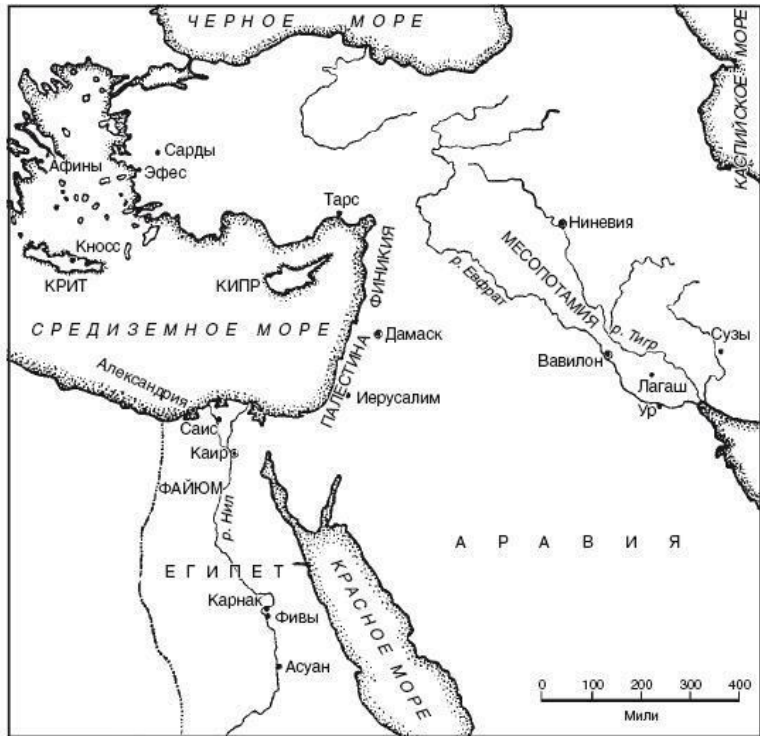 ЧЕРНОЕ МОРЕ
КАСПИЙСКОЕ МОРЕ
Сарды
Афины
Эфес
Тарс
Ниневия
Кносс
КРИТ
КИПР
ФИНИКИЯ
МЕСОПОТАМИЯ
р. Евфрат
р. Тигр
СРЕДИЗЕМНОЕ МОРЕ
Дамаск
Сузы
Вавилон
Лагаш
Ур
Александрия
ПАЛЕСТИНА
Иерусалим
Саис
Каир
ФАЙЮМ
р. Нил
АРАВИЯ
ЕГИПЕТ
КРАСНОЕ МОРЕ
Карнак
Фивы
Асуан
0 100 200 300 400
Мили